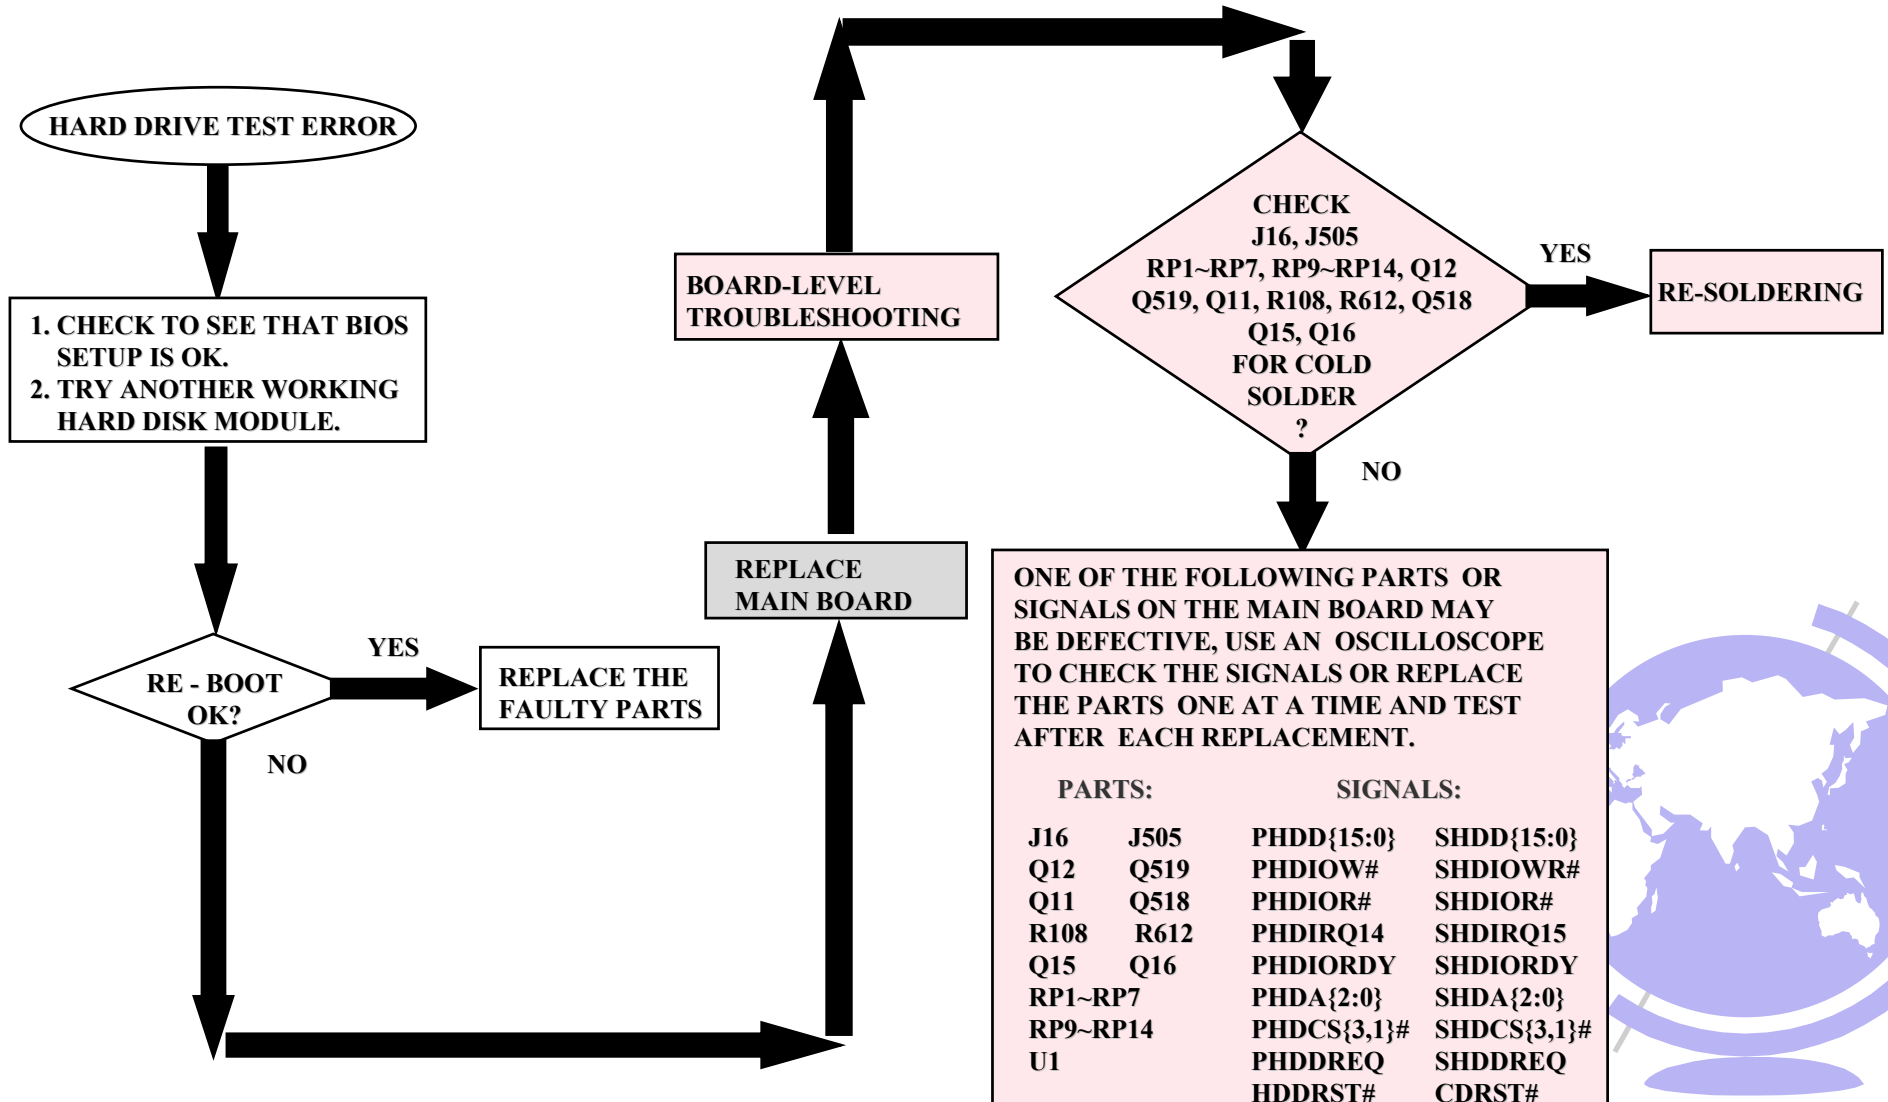 HARD DRIVE TEST ERROR
1. CHECK TO SEE THAT BIOS
SETUP IS OK.
2. TRY ANOTHER WORKING
HARD DISK MODULE.
RE - BOOT
OK?
YES
REPLACE THE
FAULTY PARTS
NO
REPLACE
MAIN BOARD
BOARD-LEVEL
TROUBLESHOOTING
CHECK
J16, J505
RP1~RP7, RP9~RP14, Q12
Q519, Q11, R108, R612, Q518
Q15, Q16
FOR COLD
SOLDER
?
YES
RE-SOLDERING
NO
ONE OF THE FOLLOWING PARTS OR
SIGNALS ON THE MAIN BOARD MAY
BE DEFECTIVE, USE AN OSCILLOSCOPE
TO CHECK THE SIGNALS OR REPLACE
THE PARTS ONE AT A TIME AND TEST
AFTER EACH REPLACEMENT.
PARTS: SIGNALS:
J16 J505 PHDD{15:0} SHDD{15:0}
Q12 Q519 PHDIOW# SHDIOWR#
Q11 Q518 PHDIOR# SHDIOR#
R108 R612 PHDIRQ14 SHDIRQ15
Q15 Q16 PHDIORDY SHDIORDY
RP1~RP7 PHDA{2:0} SHDA{2:0}
RP9~RP14 PHDCS{3,1}# SHDCS{3,1}#
U1 PHDDREQ SHDDREQ
HDDRST# CDRST#